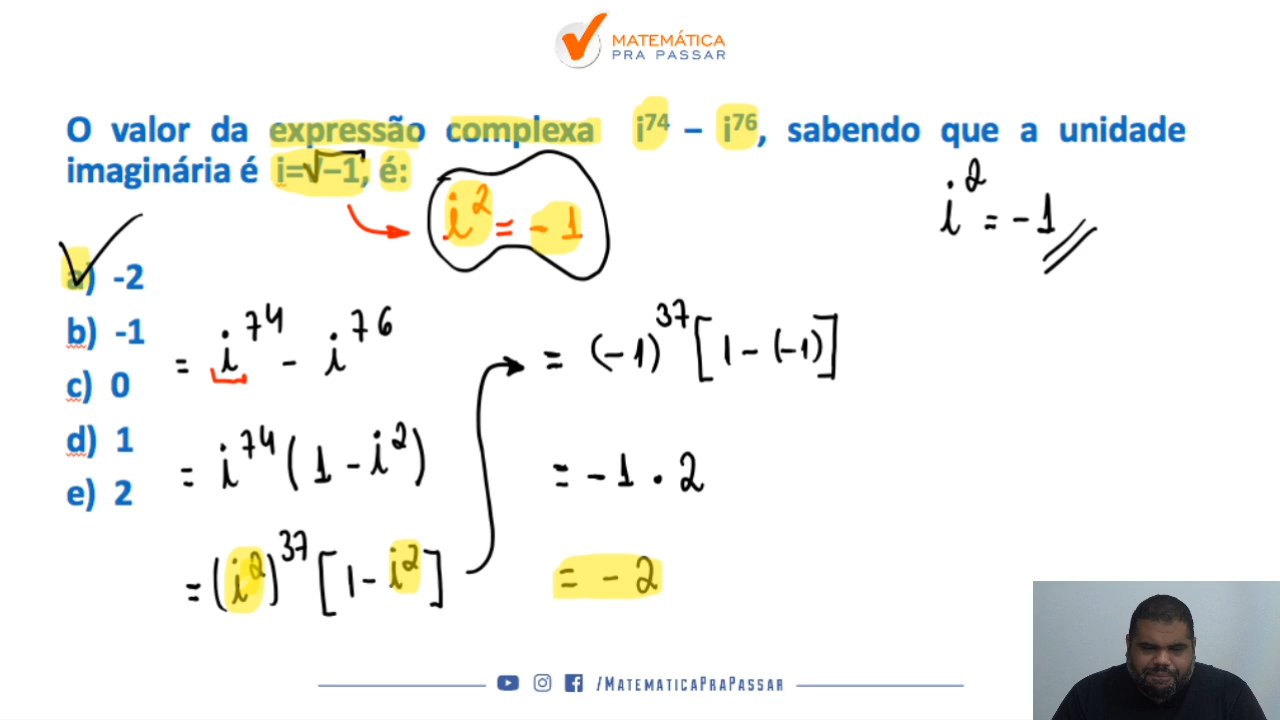 MATEMÁTICA
PRA PASSAR
O valor da expressão complexa i⁷⁴ – i⁷⁶, sabendo que a unidade
imaginária é i=√−1, é:
i² = -1
i² = -1
a) -2
b) -1
c) 0
d) 1
e) 2
= i⁷⁴ - i⁷⁶
= i⁷⁴ (1 - i²)
= (i²)³⁷ [1 - i²]
= (-1)³⁷ [1 - (-1)]
= -1 . 2
= -2
/MatematicaPraPassar